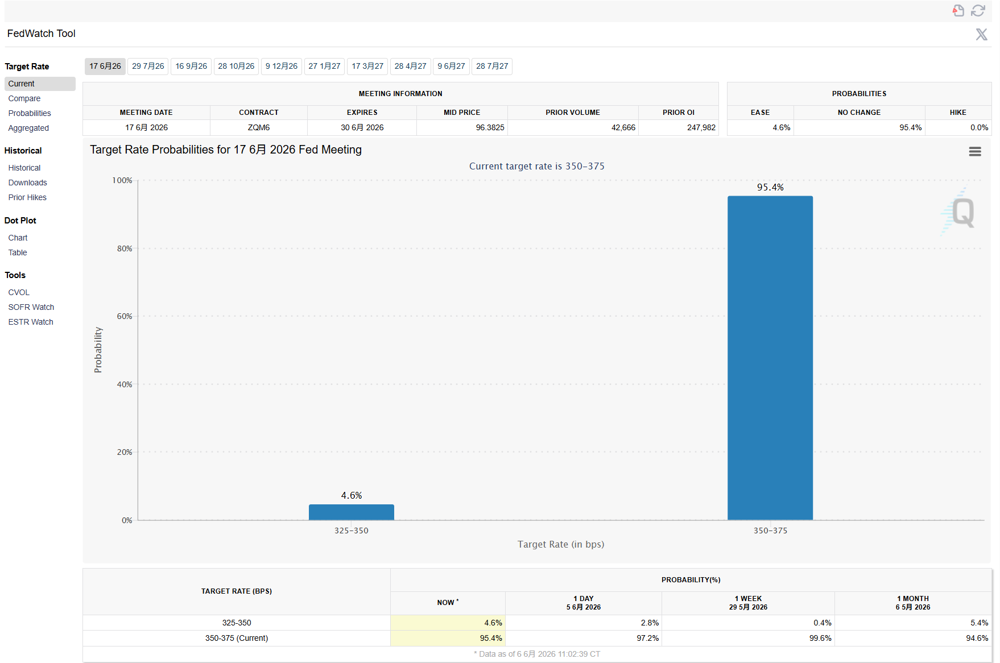 FedWatch Tool
Target Rate
Current
Compare
Probabilities
Aggregated
Historical
Historical
Downloads
Prior Hikes
Dot Plot
Chart
Table
Tools
CVOL
SOFR Watch
ESTR Watch
17 6月26 29 7月26 16 9月26 28 10月26 9 12月26 27 1月27 17 3月27 28 4月27 9 6月27 28 7月27
MEETING INFORMATION
MEETING DATE CONTRACT EXPIRES MID PRICE PRIOR VOLUME PRIOR OI
17 6月 2026 ZQM6 30 6月 2026 96.3825 42,666 247,982
PROBABILITIES
EASE NO CHANGE HIKE
4.6% 95.4% 0.0%
Target Rate Probabilities for 17 6月 2026 Fed Meeting
Current target rate is 350-375
Probability
100%
80%
60%
40%
20%
0%
4.6%
95.4%
Q
325-350 350-375
Target Rate (in bps)
TARGET RATE (BPS) PROBABILITY(%)
NOW * 1 DAY 1 WEEK 1 MONTH
5 6月 2026 29 5月 2026 6 5月 2026
325-350 4.6% 2.8% 0.4% 5.4%
350-375 (Current) 95.4% 97.2% 99.6% 94.6%
* Data as of 6 6月 2026 11:02:39 CT